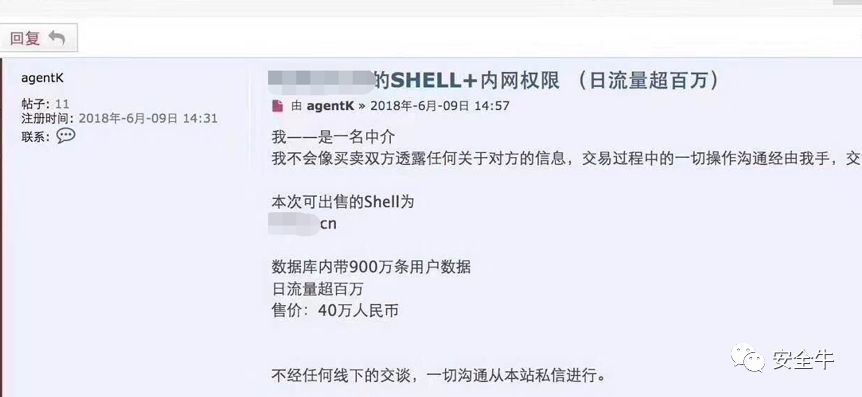 回复
agentK
帖子: 11
注册时间: 2018年-6月-09日 14:31
联系:
的SHELL+内网权限 （日流量超百万）
由 agentK » 2018年-6月-09日 14:57
我——是一名中介
我不会像买卖双方透露任何关于对方的信息，交易过程中的一切操作沟通经由我手，交
本次可出售的Shell为
cn
数据库内带900万条用户数据
日流量超百万
售价：40万人民币
不经任何线下的交谈，一切沟通从本站私信进行。
安全牛